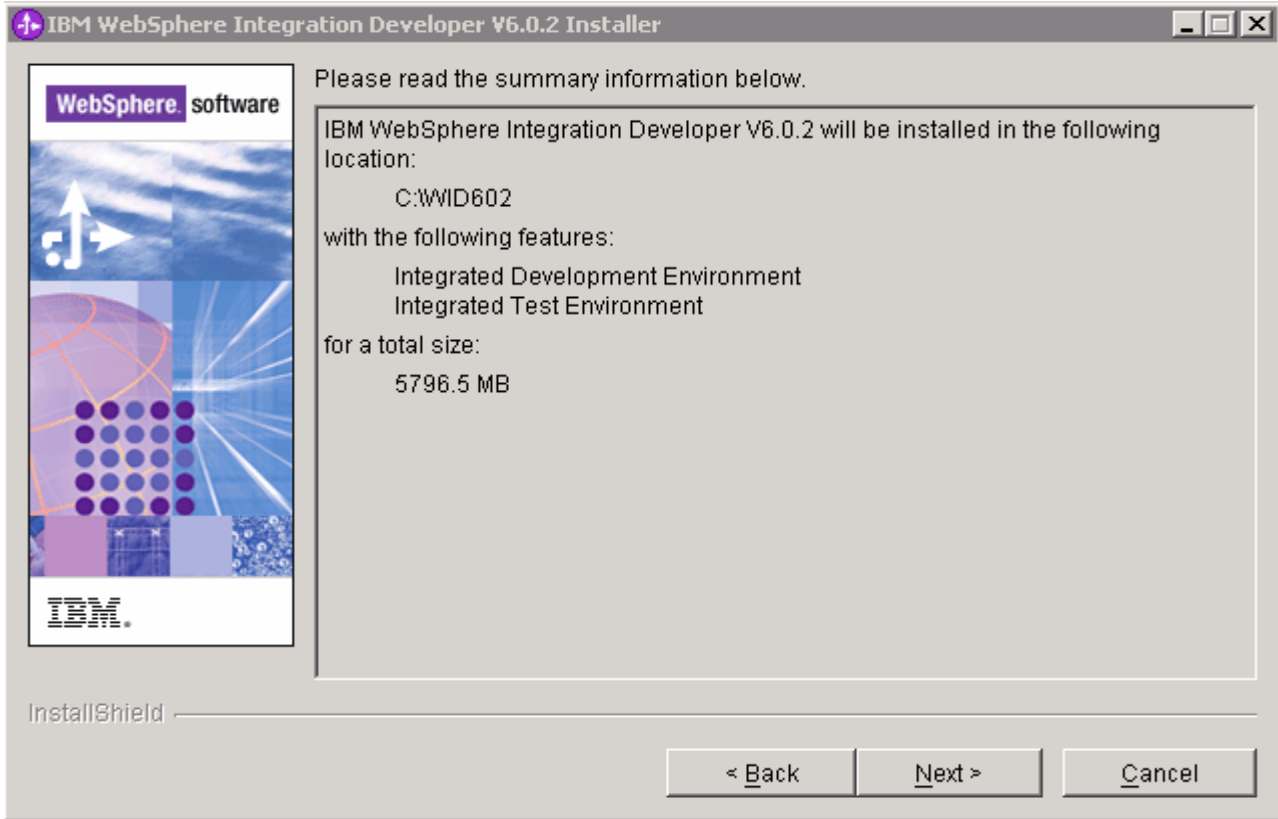 IBM WebSphere Integration Developer V6.0.2 Installer
WebSphere. software
IBM.
Please read the summary information below.
IBM WebSphere Integration Developer V6.0.2 will be installed in the following
location:
C:\WID602
with the following features:
Integrated Development Environment
Integrated Test Environment
for a total size:
5796.5 MB
InstallShield
< Back
Next >
Cancel